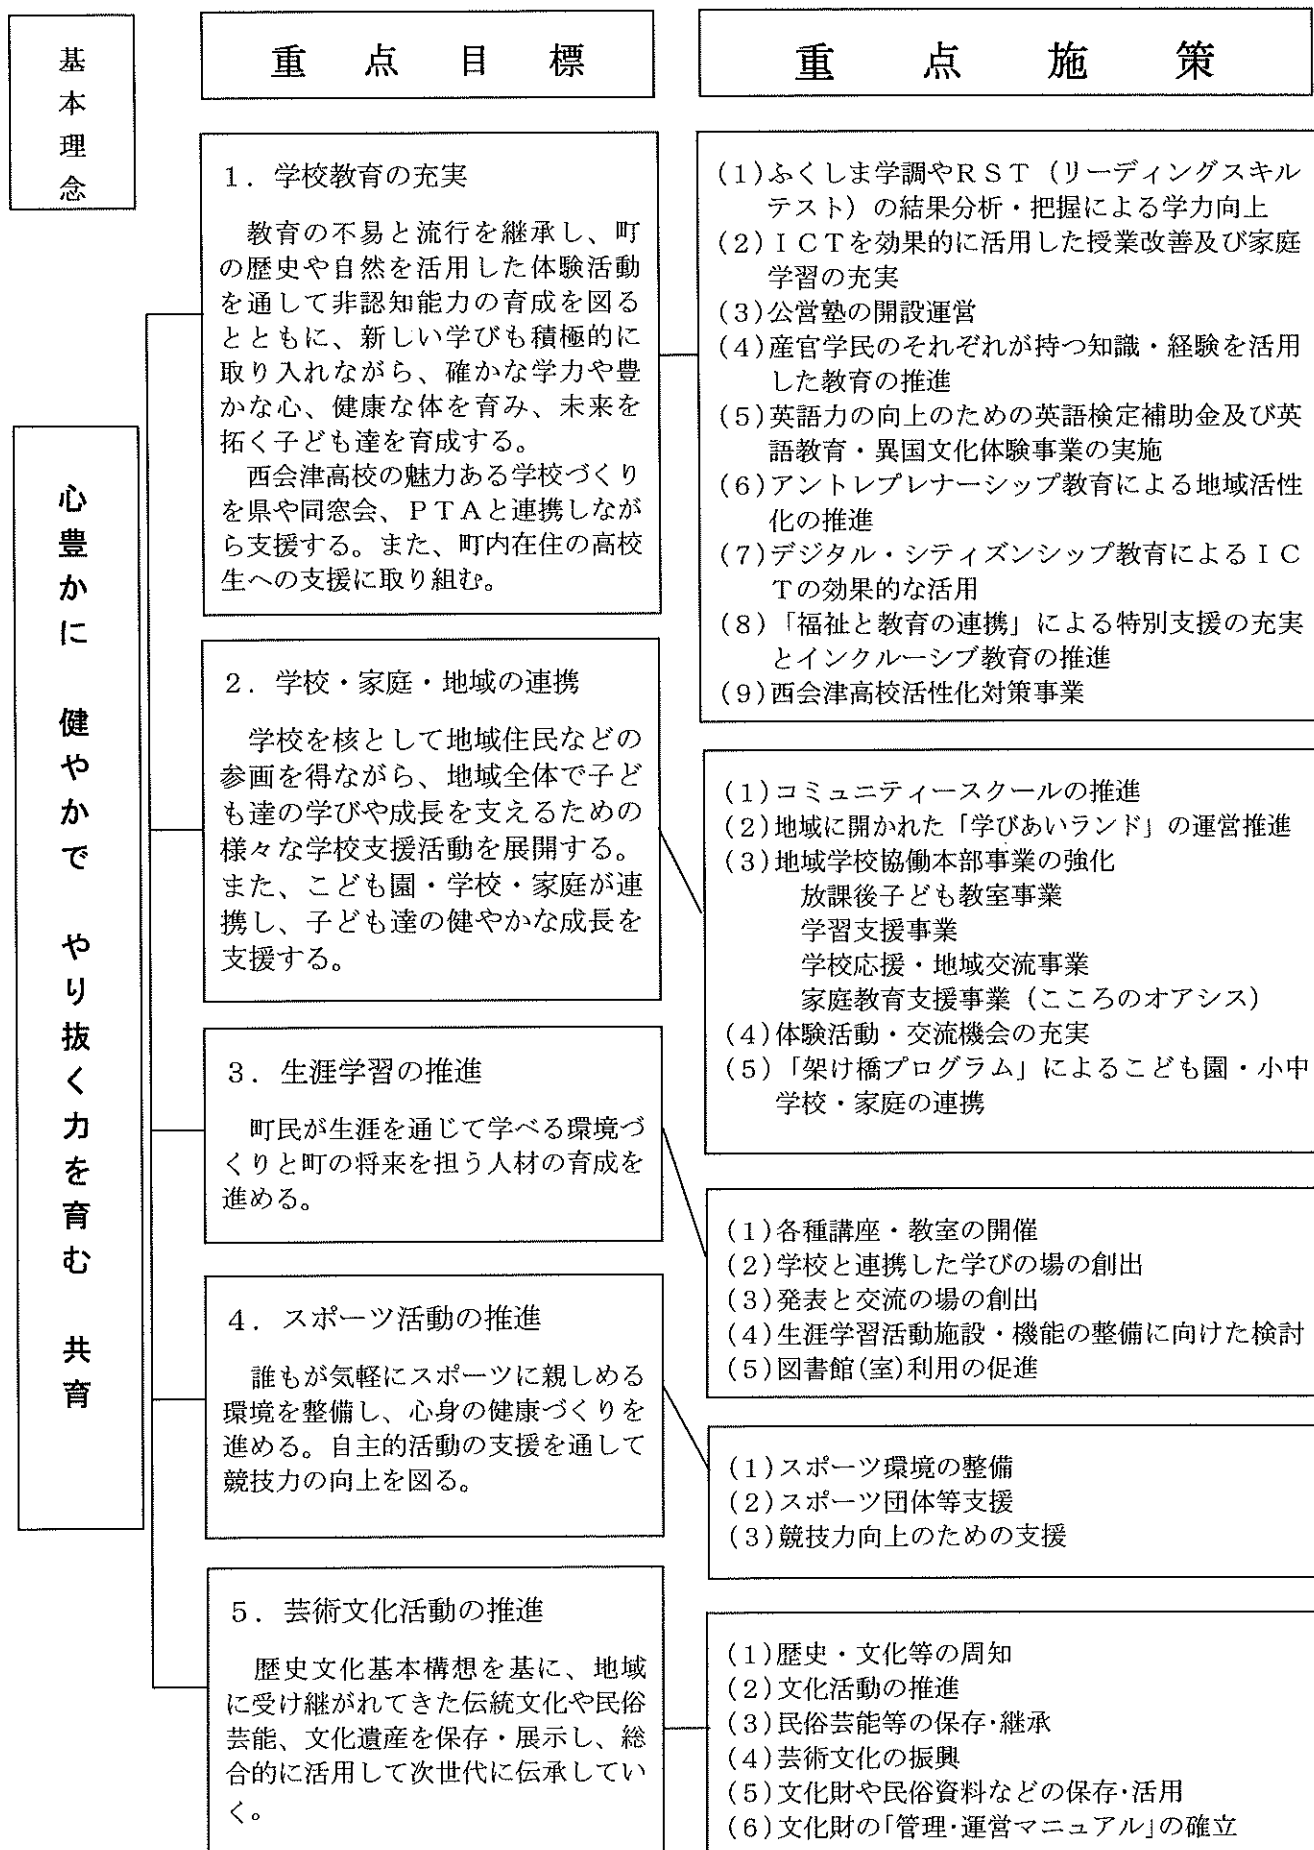 基本理念
重点目標
重点施策
心豊かに 健やかで やり抜く力を育む 共育
1．学校教育の充実
教育の不易と流行を継承し、町
の歴史や自然を活用した体験活動
を通して非認知能力の育成を図る
とともに、新しい学びも積極的に
取り入れながら、確かな学力や豊
かな心、健康な体を育み、未来を
拓く子ども達を育成する。
西会津高校の魅力ある学校づくり
を県や同窓会、ＰＴＡと連携しなが
ら支援する。また、町内在住の高校
生への支援に取り組む。
(1)ふくしま学調やＲＳＴ（リーディングスキル
テスト）の結果分析・把握による学力向上
(2)ＩＣＴを効果的に活用した授業改善及び家庭
学習の充実
(3)公営塾の開設運営
(4)産官学民のそれぞれが持つ知識・経験を活用
した教育の推進
(5)英語力の向上のための英語検定補助金及び英
語教育・異国文化体験事業の実施
(6)アントレプレナーシップ教育による地域活性
化の推進
(7)デジタル・シティズンシップ教育によるＩＣ
Ｔの効果的な活用
(8)「福祉と教育の連携」による特別支援の充実
とインクルーシブ教育の推進
(9)西会津高校活性化対策事業
2．学校・家庭・地域の連携
学校を核として地域住民などの
参画を得ながら、地域全体で子ど
も達の学びや成長を支えるための
様々な学校支援活動を展開する。
また、こども園・学校・家庭が連
携し、子ども達の健やかな成長を
支援する。
(1)コミュニティースクールの推進
(2)地域に開かれた「学びあいランド」の運営推進
(3)地域学校協働本部事業の強化
放課後子ども教室事業
学習支援事業
学校応援・地域交流事業
家庭教育支援事業（こころのオアシス）
(4)体験活動・交流機会の充実
(5)「架け橋プログラム」によるこども園・小中
学校・家庭の連携
3．生涯学習の推進
町民が生涯を通じて学べる環境づ
くりと町の将来を担う人材の育成を
進める。
(1)各種講座・教室の開催
(2)学校と連携した学びの場の創出
(3)発表と交流の場の創出
(4)生涯学習活動施設・機能の整備に向けた検討
(5)図書館(室)利用の促進
4．スポーツ活動の推進
誰もが気軽にスポーツに親しめる
環境を整備し、心身の健康づくりを
進める。自主的活動の支援を通して
競技力の向上を図る。
(1)スポーツ環境の整備
(2)スポーツ団体等支援
(3)競技力向上のための支援
5．芸術文化活動の推進
歴史文化基本構想を基に、地域
に受け継がれてきた伝統文化や民俗
芸能、文化遺産を保存・展示し、総
合的に活用して次世代に伝承してい
く。
(1)歴史・文化等の周知
(2)文化活動の推進
(3)民俗芸能等の保存・継承
(4)芸術文化の振興
(5)文化財や民俗資料などの保存・活用
(6)文化財の「管理・運営マニュアル」の確立